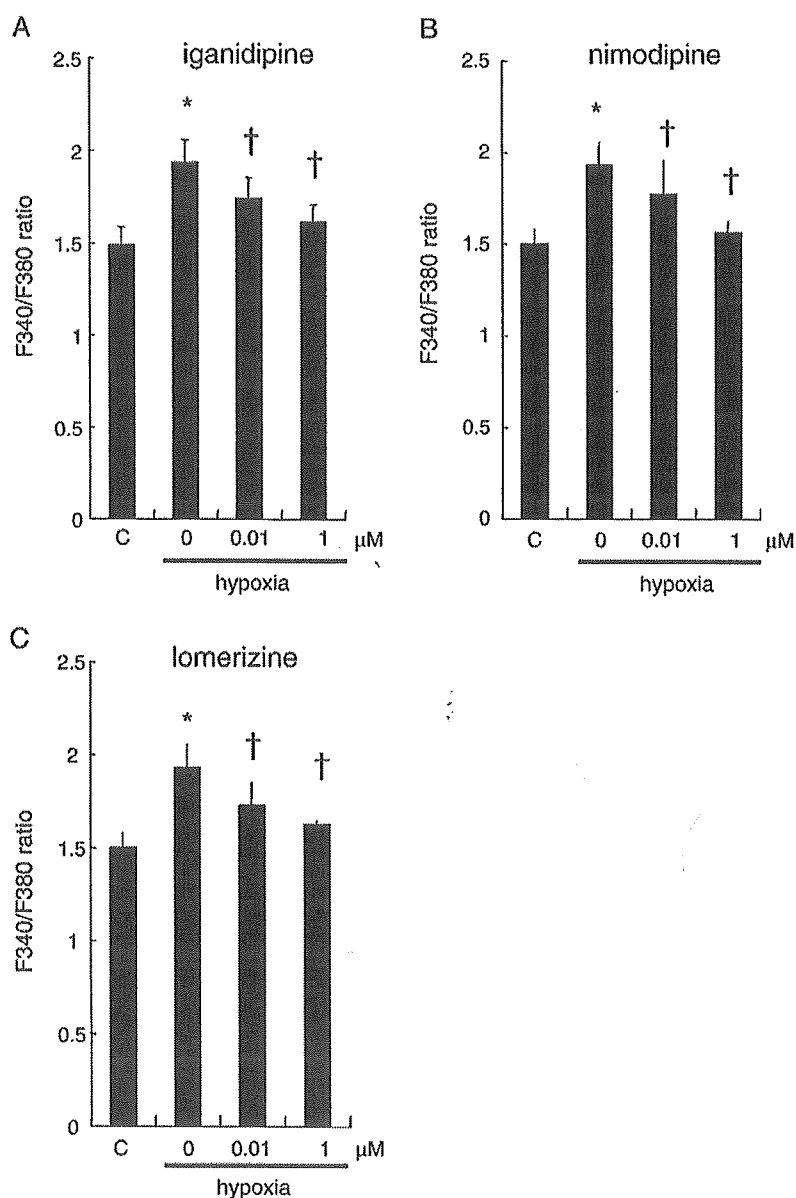 A
iganidipine
2.5
2
1.5
1
0.5
0
F340/F380 ratio
*
†
†
C
0
0.01
1
μM
hypoxia
B
nimodipine
2.5
2
1.5
1
0.5
0
F340/F380 ratio
*
†
†
C
0
0.01
1
μM
hypoxia
C
lomerizine
2.5
2
1.5
1
0.5
0
F340/F380 ratio
*
†
†
C
0
0.01
1
μM
hypoxia